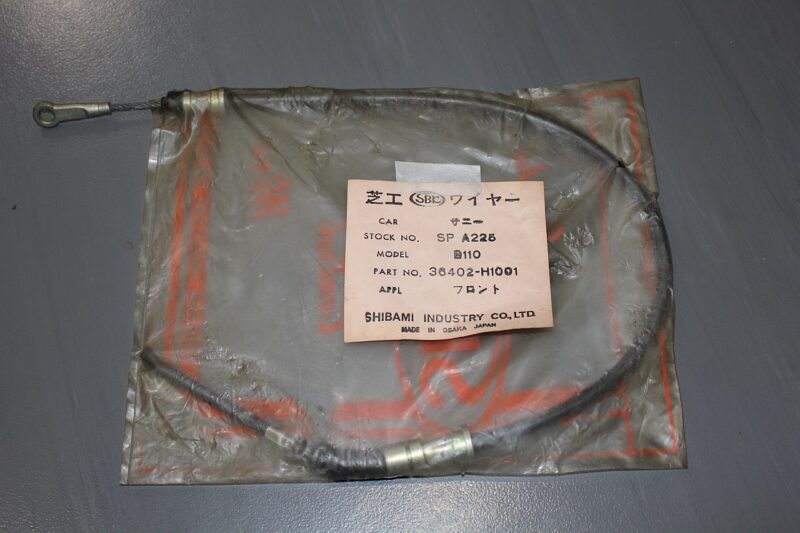 芝工 SBIC ワイヤー
CAR サニー
STOCK NO. SP A225
MODEL B110
PART NO. 36402-H1001
APPL フロント
SHIBAMI INDUSTRY CO., LTD.
MADE IN OSAKA JAPAN